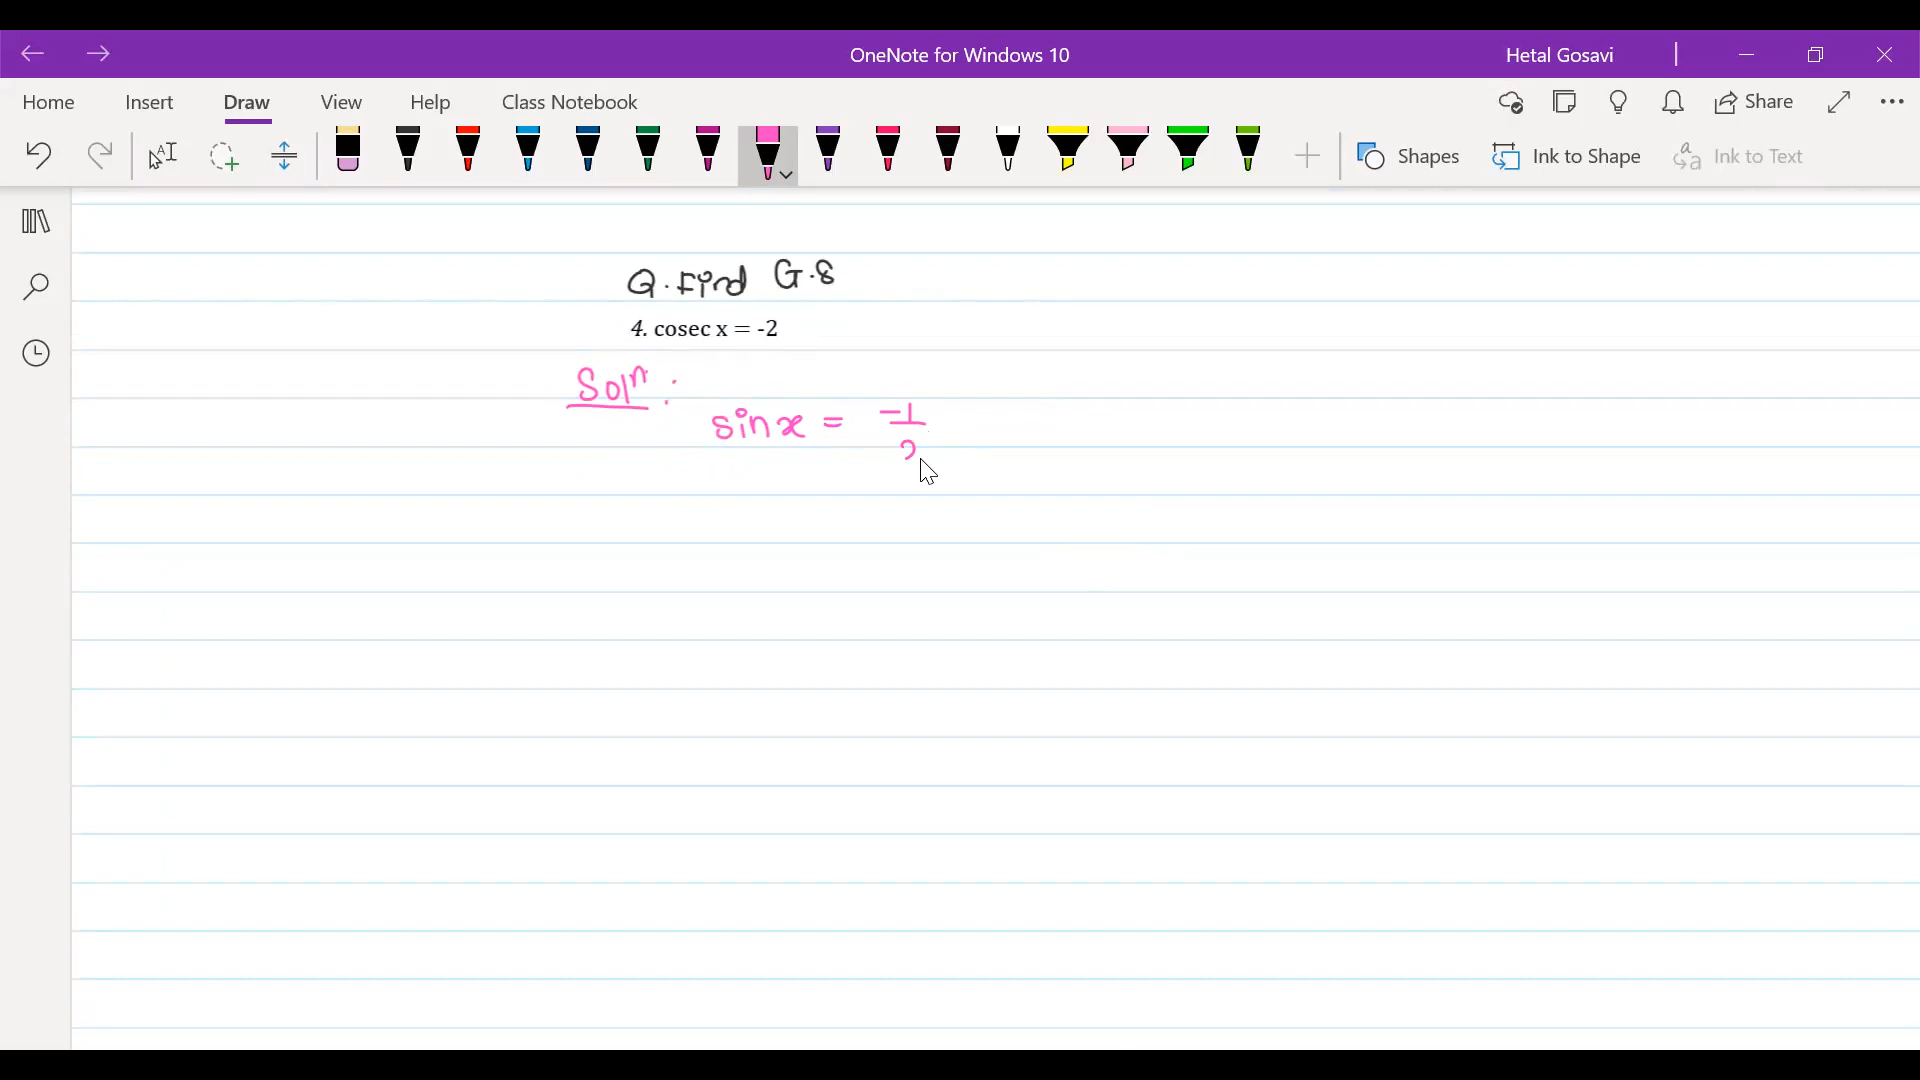 OneNote for Windows 10 Hetal Gosavi
Home Insert Draw View Help Class Notebook Share
Shapes Ink to Shape Ink to Text
Q. Find G.S
4. cosec x = -2
Solⁿ :
sin x = -1
2